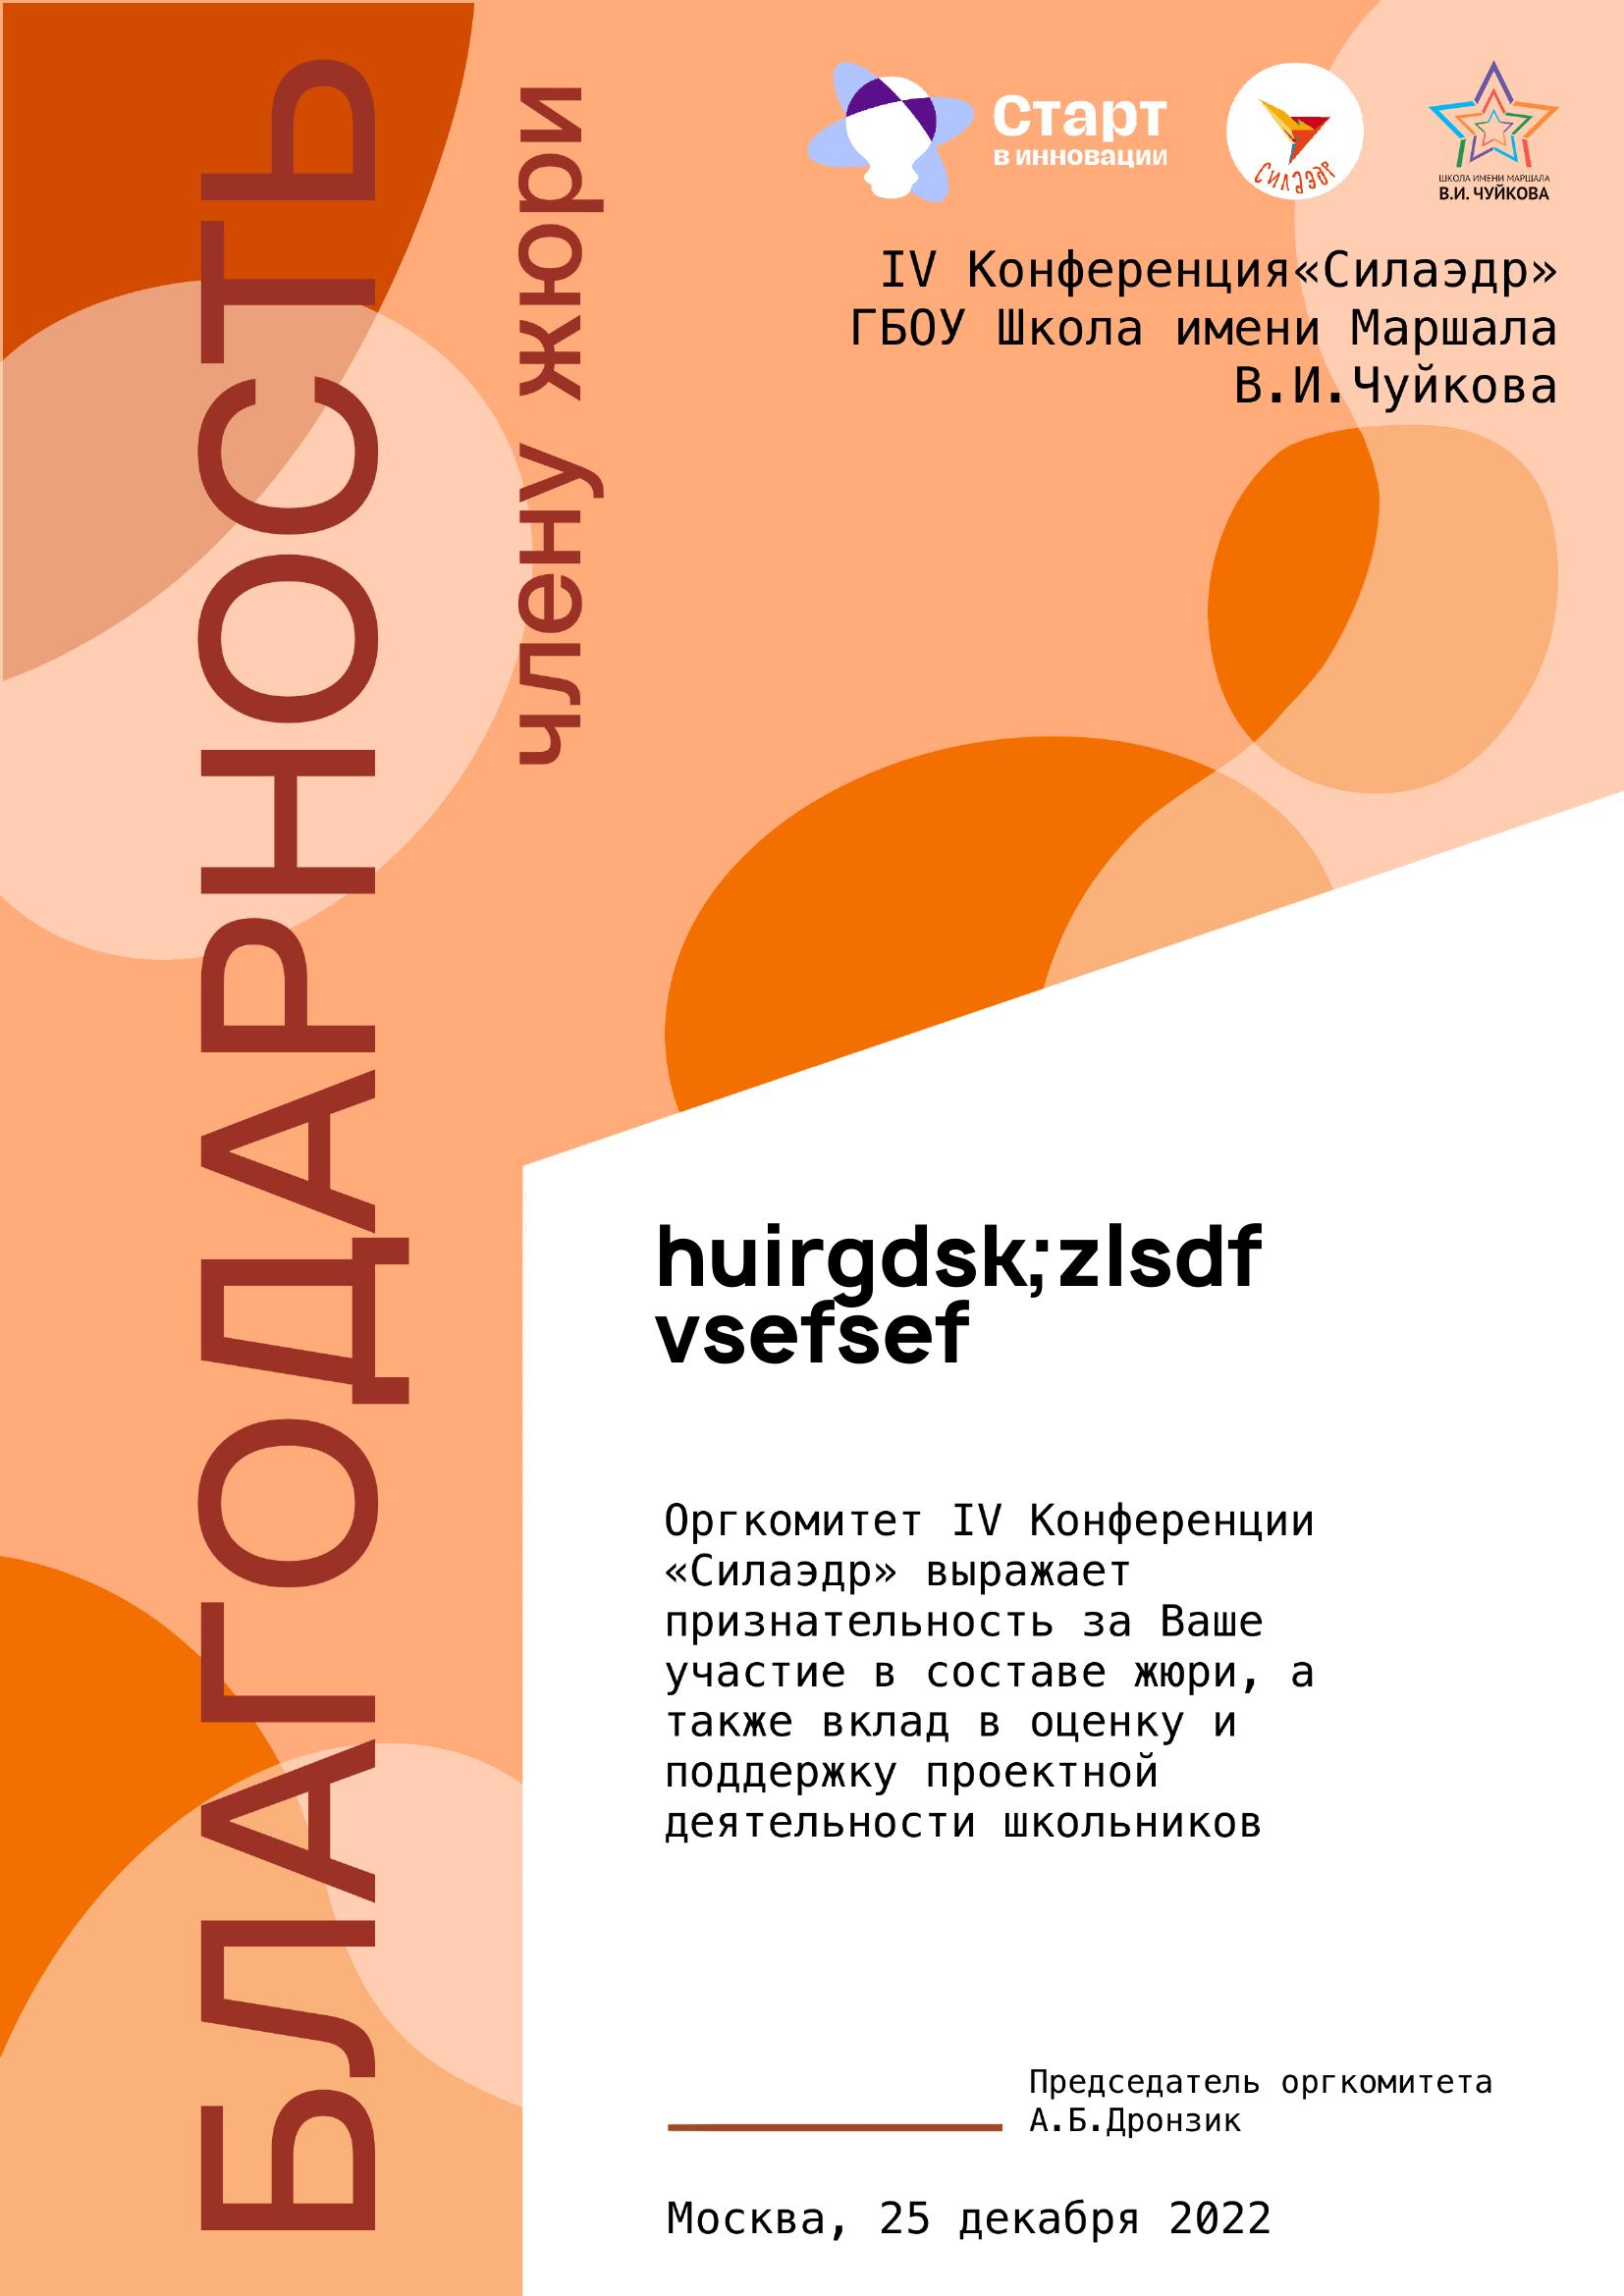 БЛАГОДАРНОСТЬ
члену жюри
Старт
в инновации
Силаэдр
ШКОЛА ИМЕНИ МАРШАЛА
В.И. ЧУЙКОВА
IV Конференция«Силаэдр»
ГБОУ Школа имени Маршала
В.И.Чуйкова
huirgdsk;zlsdf
vsefsef
Оргкомитет IV Конференции
«Силаэдр» выражает
признательность за Ваше
участие в составе жюри, а
также вклад в оценку и
поддержку проектной
деятельности школьников
Председатель оргкомитета
А.Б.Дронзик
Москва, 25 декабря 2022